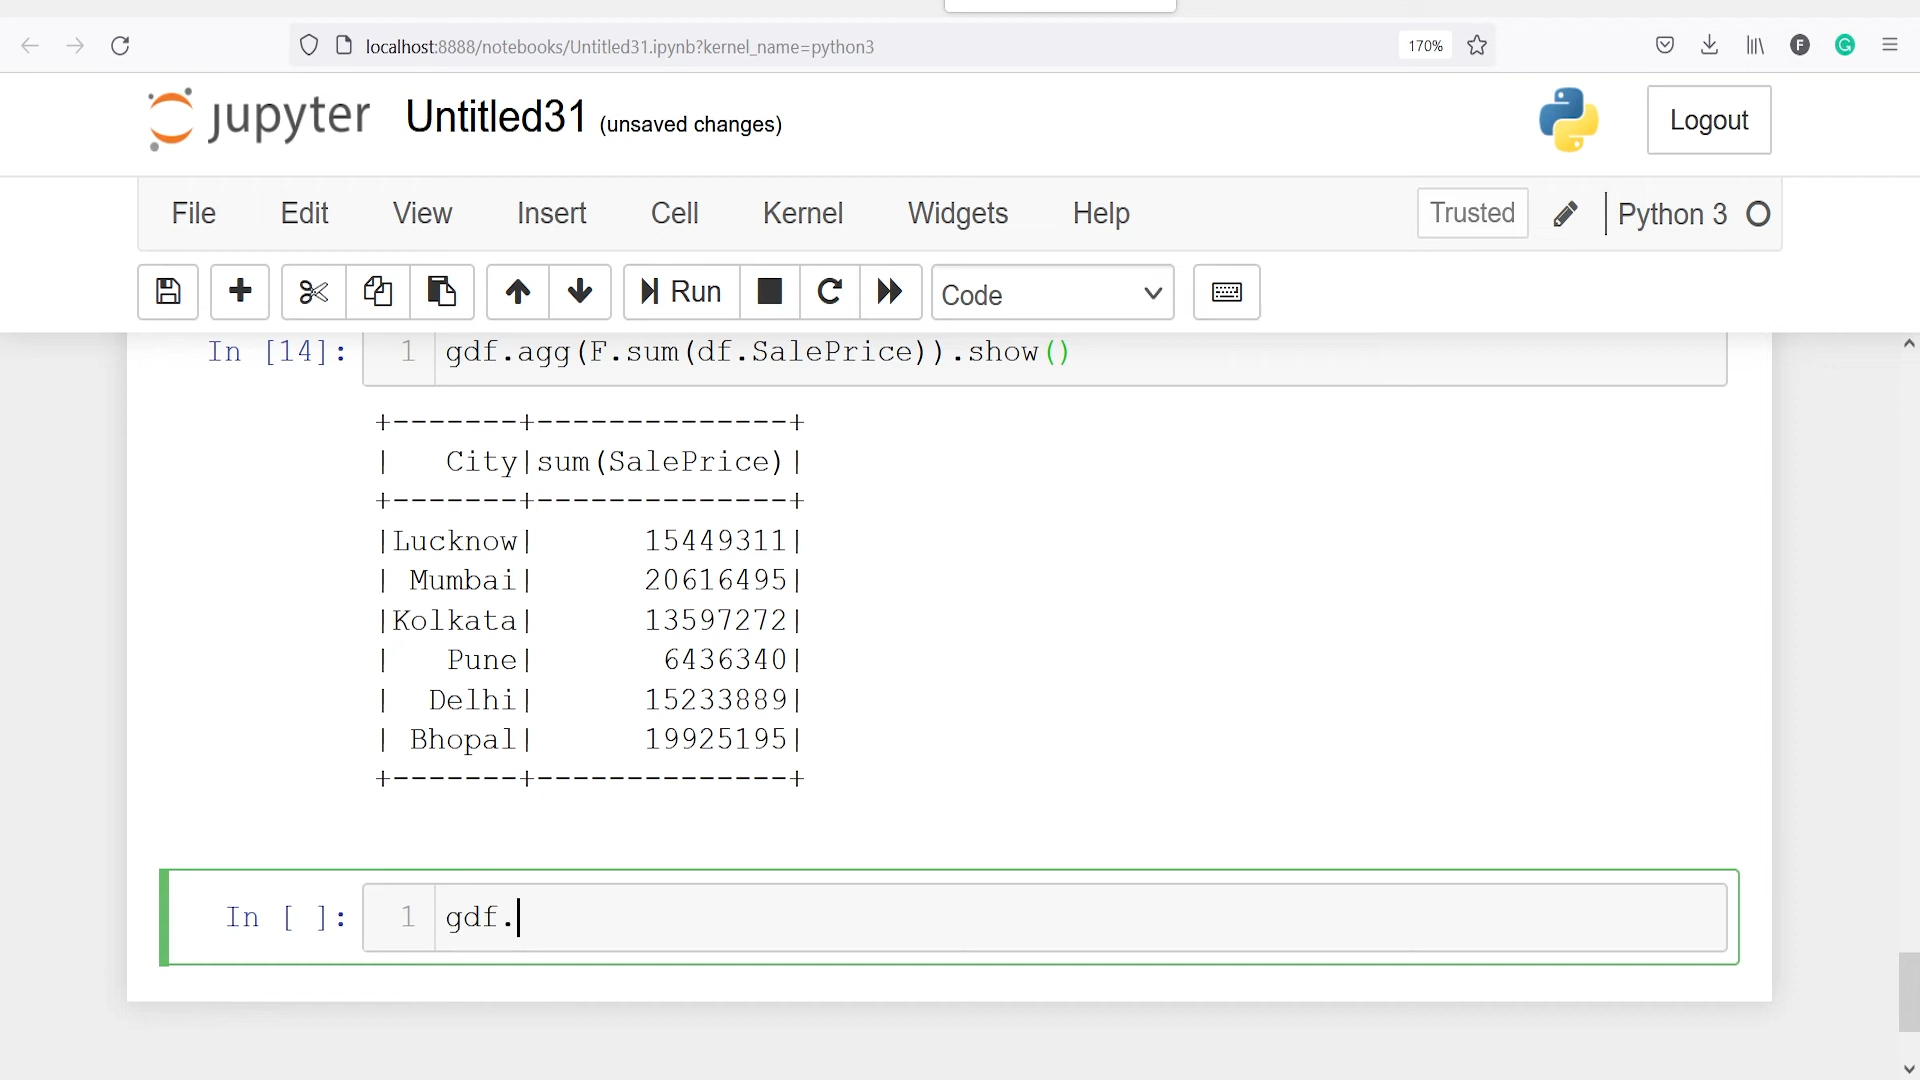 localhost:8888/notebooks/Untitled31.ipynb?kernel_name=python3 170% F G
jupyter Untitled31 (unsaved changes) Logout
File Edit View Insert Cell Kernel Widgets Help Trusted Python 3
Run Code
In [14]: 1 gdf.agg(F.sum(df.SalePrice)).show()
+-------+--------------+
|   City|sum(SalePrice)|
+-------+--------------+
|Lucknow|      15449311|
| Mumbai|      20616495|
|Kolkata|      13597272|
|   Pune|       6436340|
|  Delhi|      15233889|
| Bhopal|      19925195|
+-------+--------------+
In [ ]: 1 gdf.